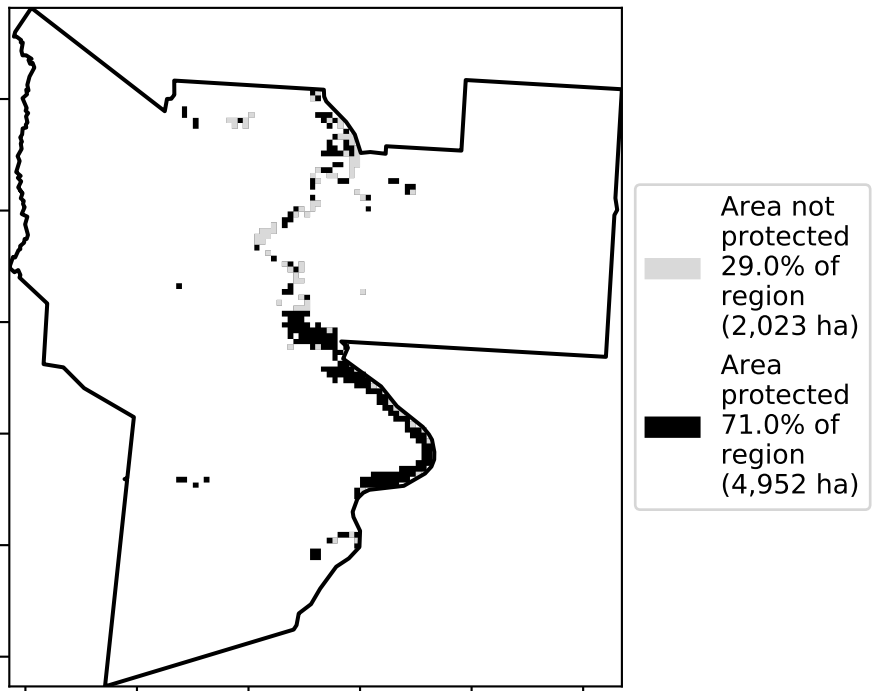 Area not
protected
29.0% of
region
(2,023 ha)
Area
protected
71.0% of
region
(4,952 ha)